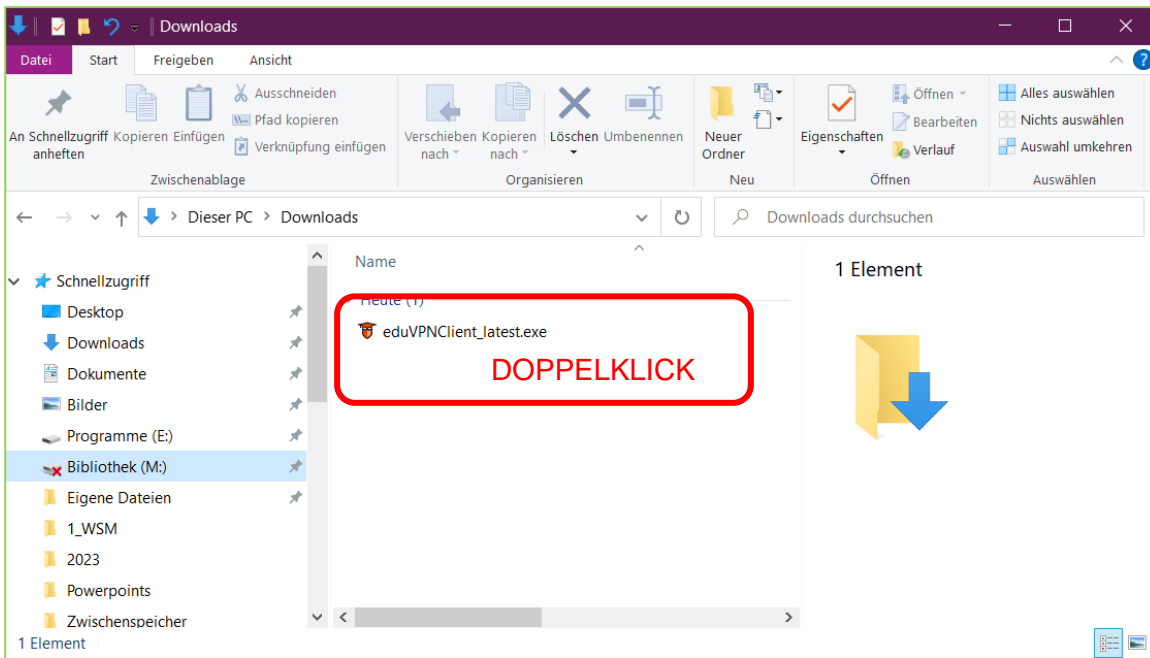 Downloads
Datei Start Freigeben Ansicht
An Schnellzugriff anheften
Kopieren
Einfügen
Ausschneiden
Pfad kopieren
Verknüpfung einfügen
Zwischenablage
Verschieben nach
Kopieren nach
Löschen
Umbenennen
Organisieren
Neuer Ordner
Neu
Eigenschaften
Öffnen
Bearbeiten
Verlauf
Öffnen
Alles auswählen
Nichts auswählen
Auswahl umkehren
Auswählen
Dieser PC > Downloads
Downloads durchsuchen
Schnellzugriff
Desktop
Downloads
Dokumente
Bilder
Programme (E:)
Bibliothek (M:)
Eigene Dateien
1_WSM
2023
Powerpoints
Zwischenspeicher
Name
Heute (1)
eduVPNClient_latest.exe
DOPPELKLICK
1 Element
1 Element